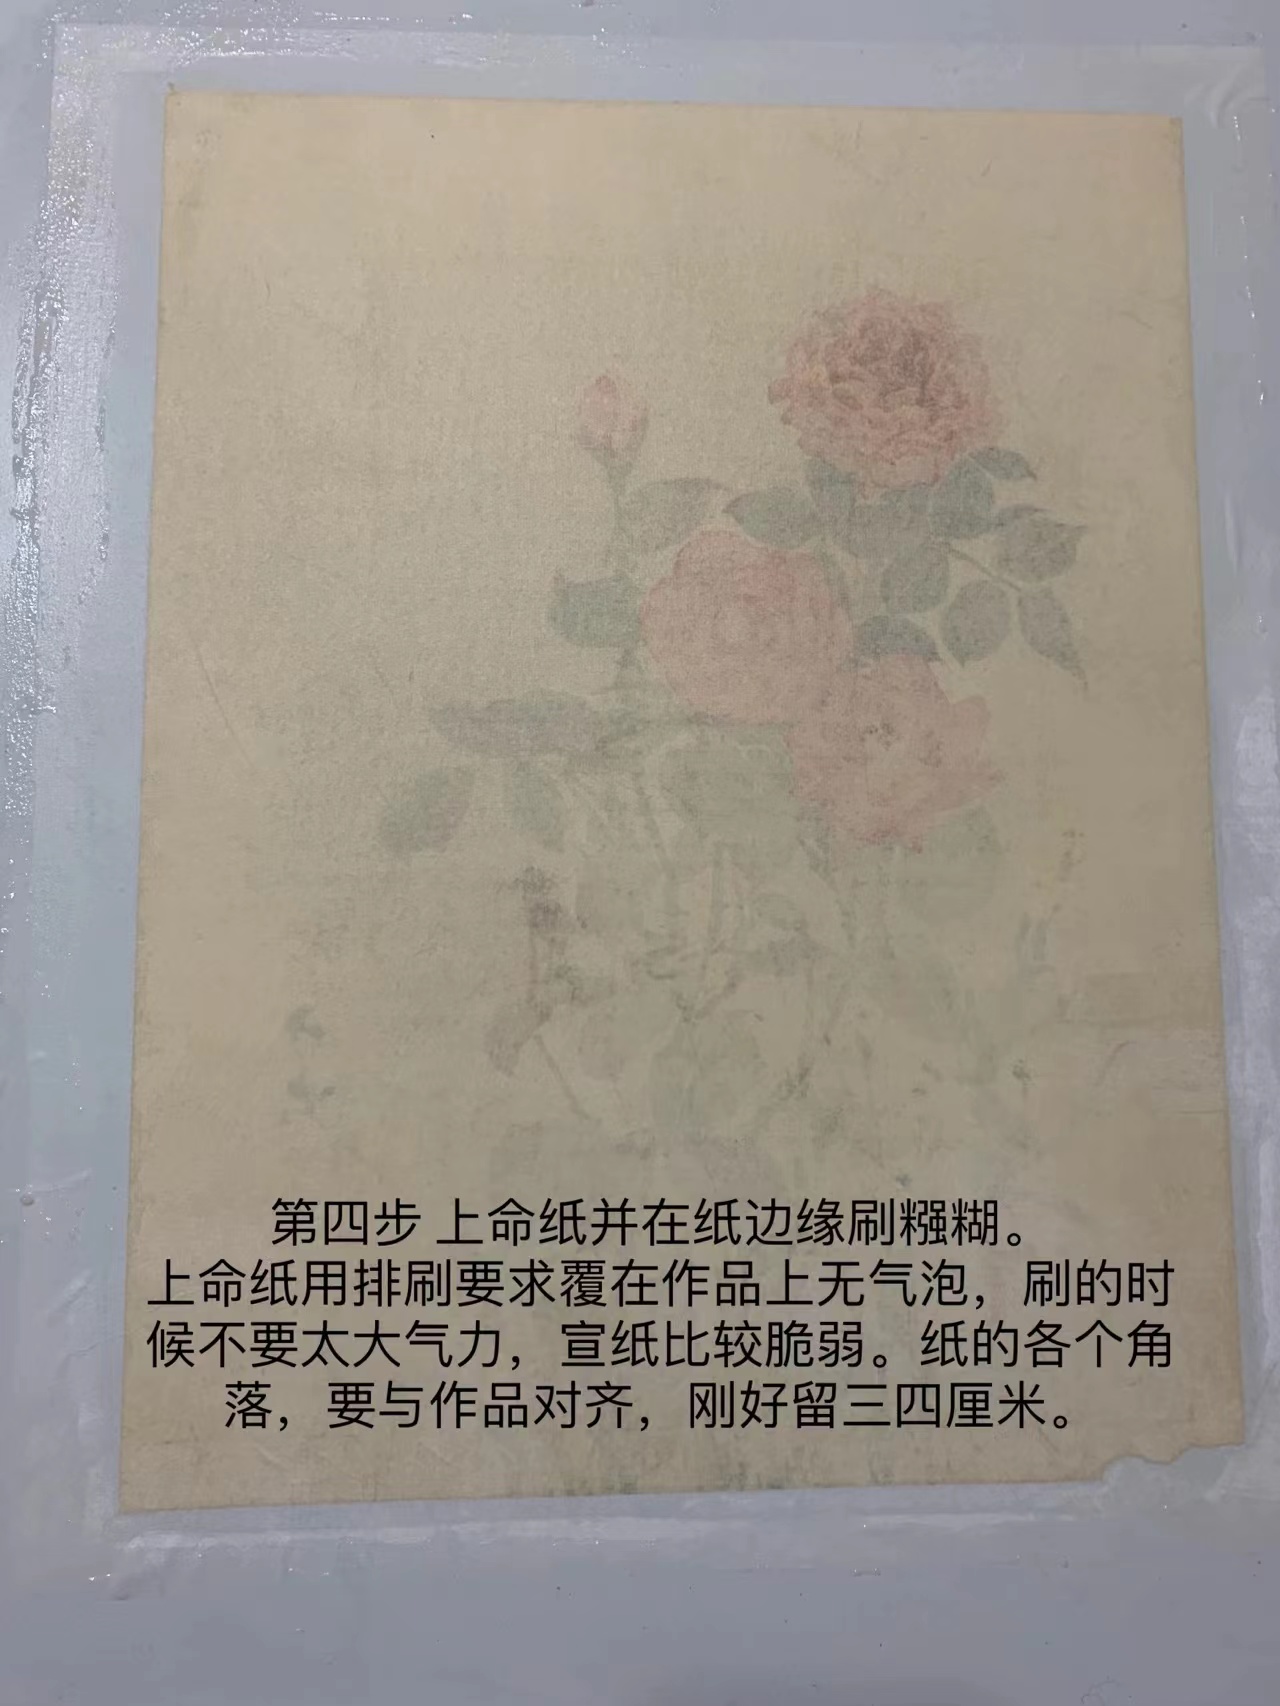 第四步 上命纸并在纸边缘刷糨糊。
上命纸用排刷要求覆在作品上无气泡，刷的时
候不要太大气力，宣纸比较脆弱。纸的各个角
落，要与作品对齐，刚好留三四厘米。